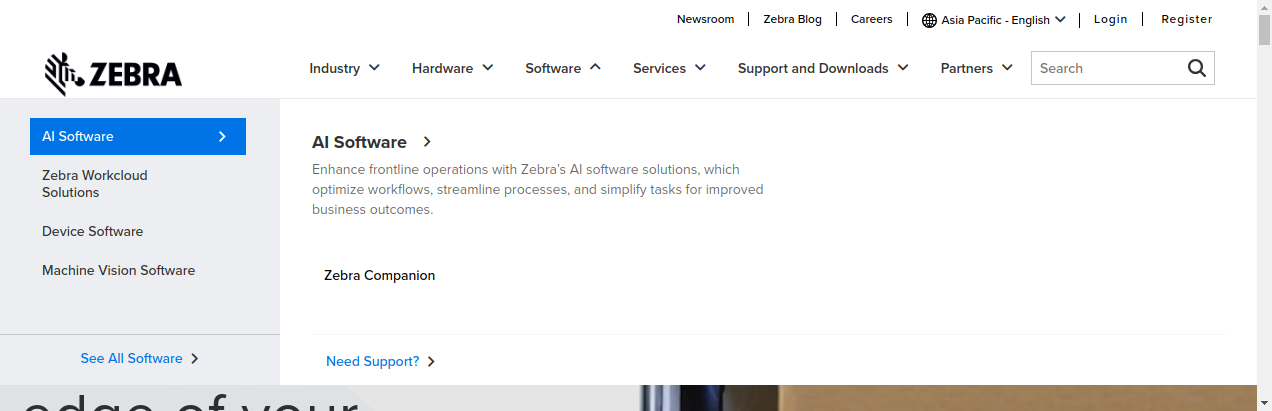 Newsroom
Zebra Blog
Careers
Asia Pacific - English
Login
Register
ZEBRA
Industry
Hardware
Software
Services
Support and Downloads
Partners
Search
AI Software
Zebra Workcloud
Solutions
Device Software
Machine Vision Software
See All Software
AI Software
Enhance frontline operations with Zebra's AI software solutions, which
optimize workflows, streamline processes, and simplify tasks for improved
business outcomes.
Zebra Companion
Need Support?
edge of your